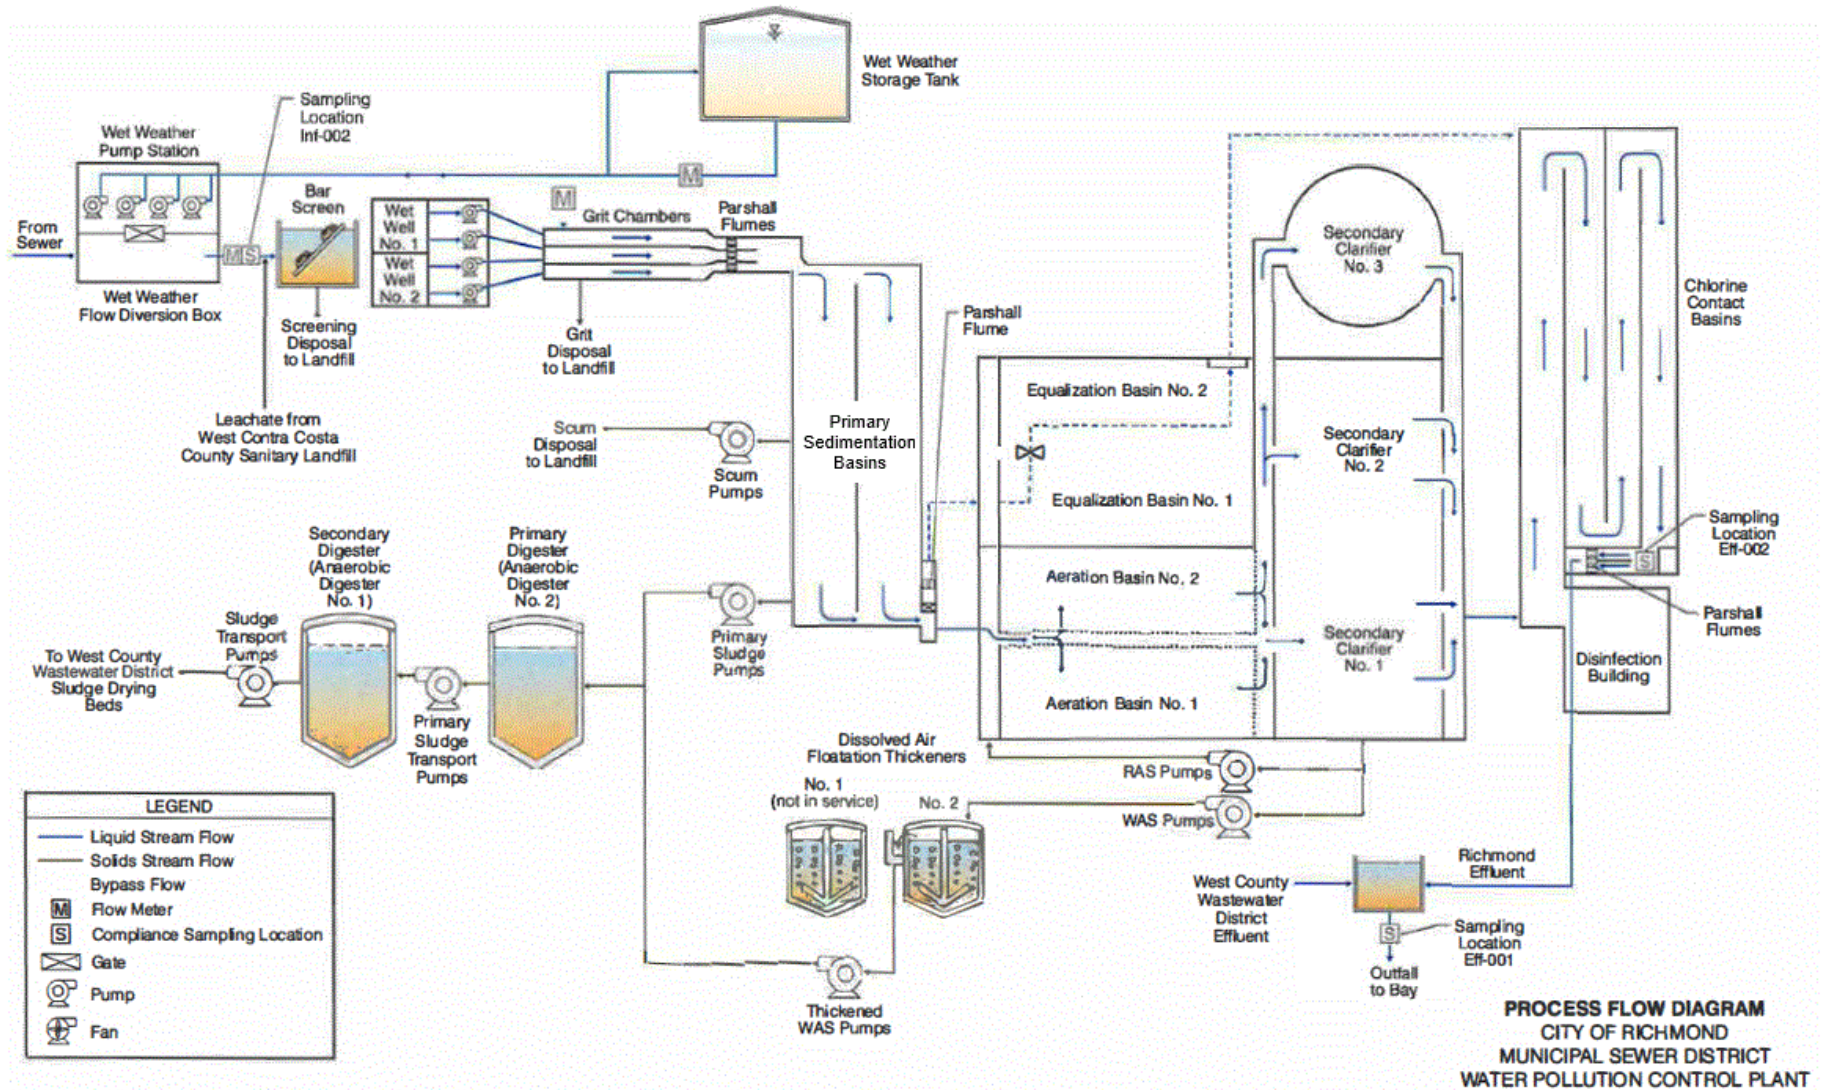 Wet Weather
Storage Tank
Sampling
Location
Inf-002
Wet Weather
Pump Station
From
Sewer
M
S
Wet Weather
Flow Diversion Box
Bar
Screen
Screening
Disposal
to Landfill
Leachate from
West Contra Costa
County Sanitary Landfill
Wet
Well
No. 1
Wet
Well
No. 2
M
M
Grit Chambers
Parshall
Flumes
Grit
Disposal
to Landfill
Scum
Disposal
to Landfill
Scum
Pumps
Primary
Sedimentation
Basins
Parshall
Flume
Equalization Basin No. 2
Equalization Basin No. 1
Aeration Basin No. 2
Aeration Basin No. 1
Secondary
Clarifier
No. 3
Secondary
Clarifier
No. 2
Secondary
Clarifier
No. 1
Chlorine
Contact
Basins
Sampling
Location
Eff-002
S
Parshall
Flumes
Disinfection
Building
Secondary
Digester
(Anaerobic
Digester
No. 1)
Primary
Digester
(Anaerobic
Digester
No. 2)
Sludge
Transport
Pumps
To West County
Wastewater District
Sludge Drying
Beds
Primary
Sludge
Transport
Pumps
Primary
Sludge
Pumps
Dissolved Air
Floatation Thickeners
No. 1
(not in service)
No. 2
RAS Pumps
WAS Pumps
Thickened
WAS Pumps
West County
Wastewater
District
Effluent
Richmond
Effluent
S
Sampling
Location
Eff-001
Outfall
to Bay
LEGEND
Liquid Stream Flow
Solids Stream Flow
Bypass Flow
M Flow Meter
S Compliance Sampling Location
Gate
Pump
Fan
PROCESS FLOW DIAGRAM
CITY OF RICHMOND
MUNICIPAL SEWER DISTRICT
WATER POLLUTION CONTROL PLANT